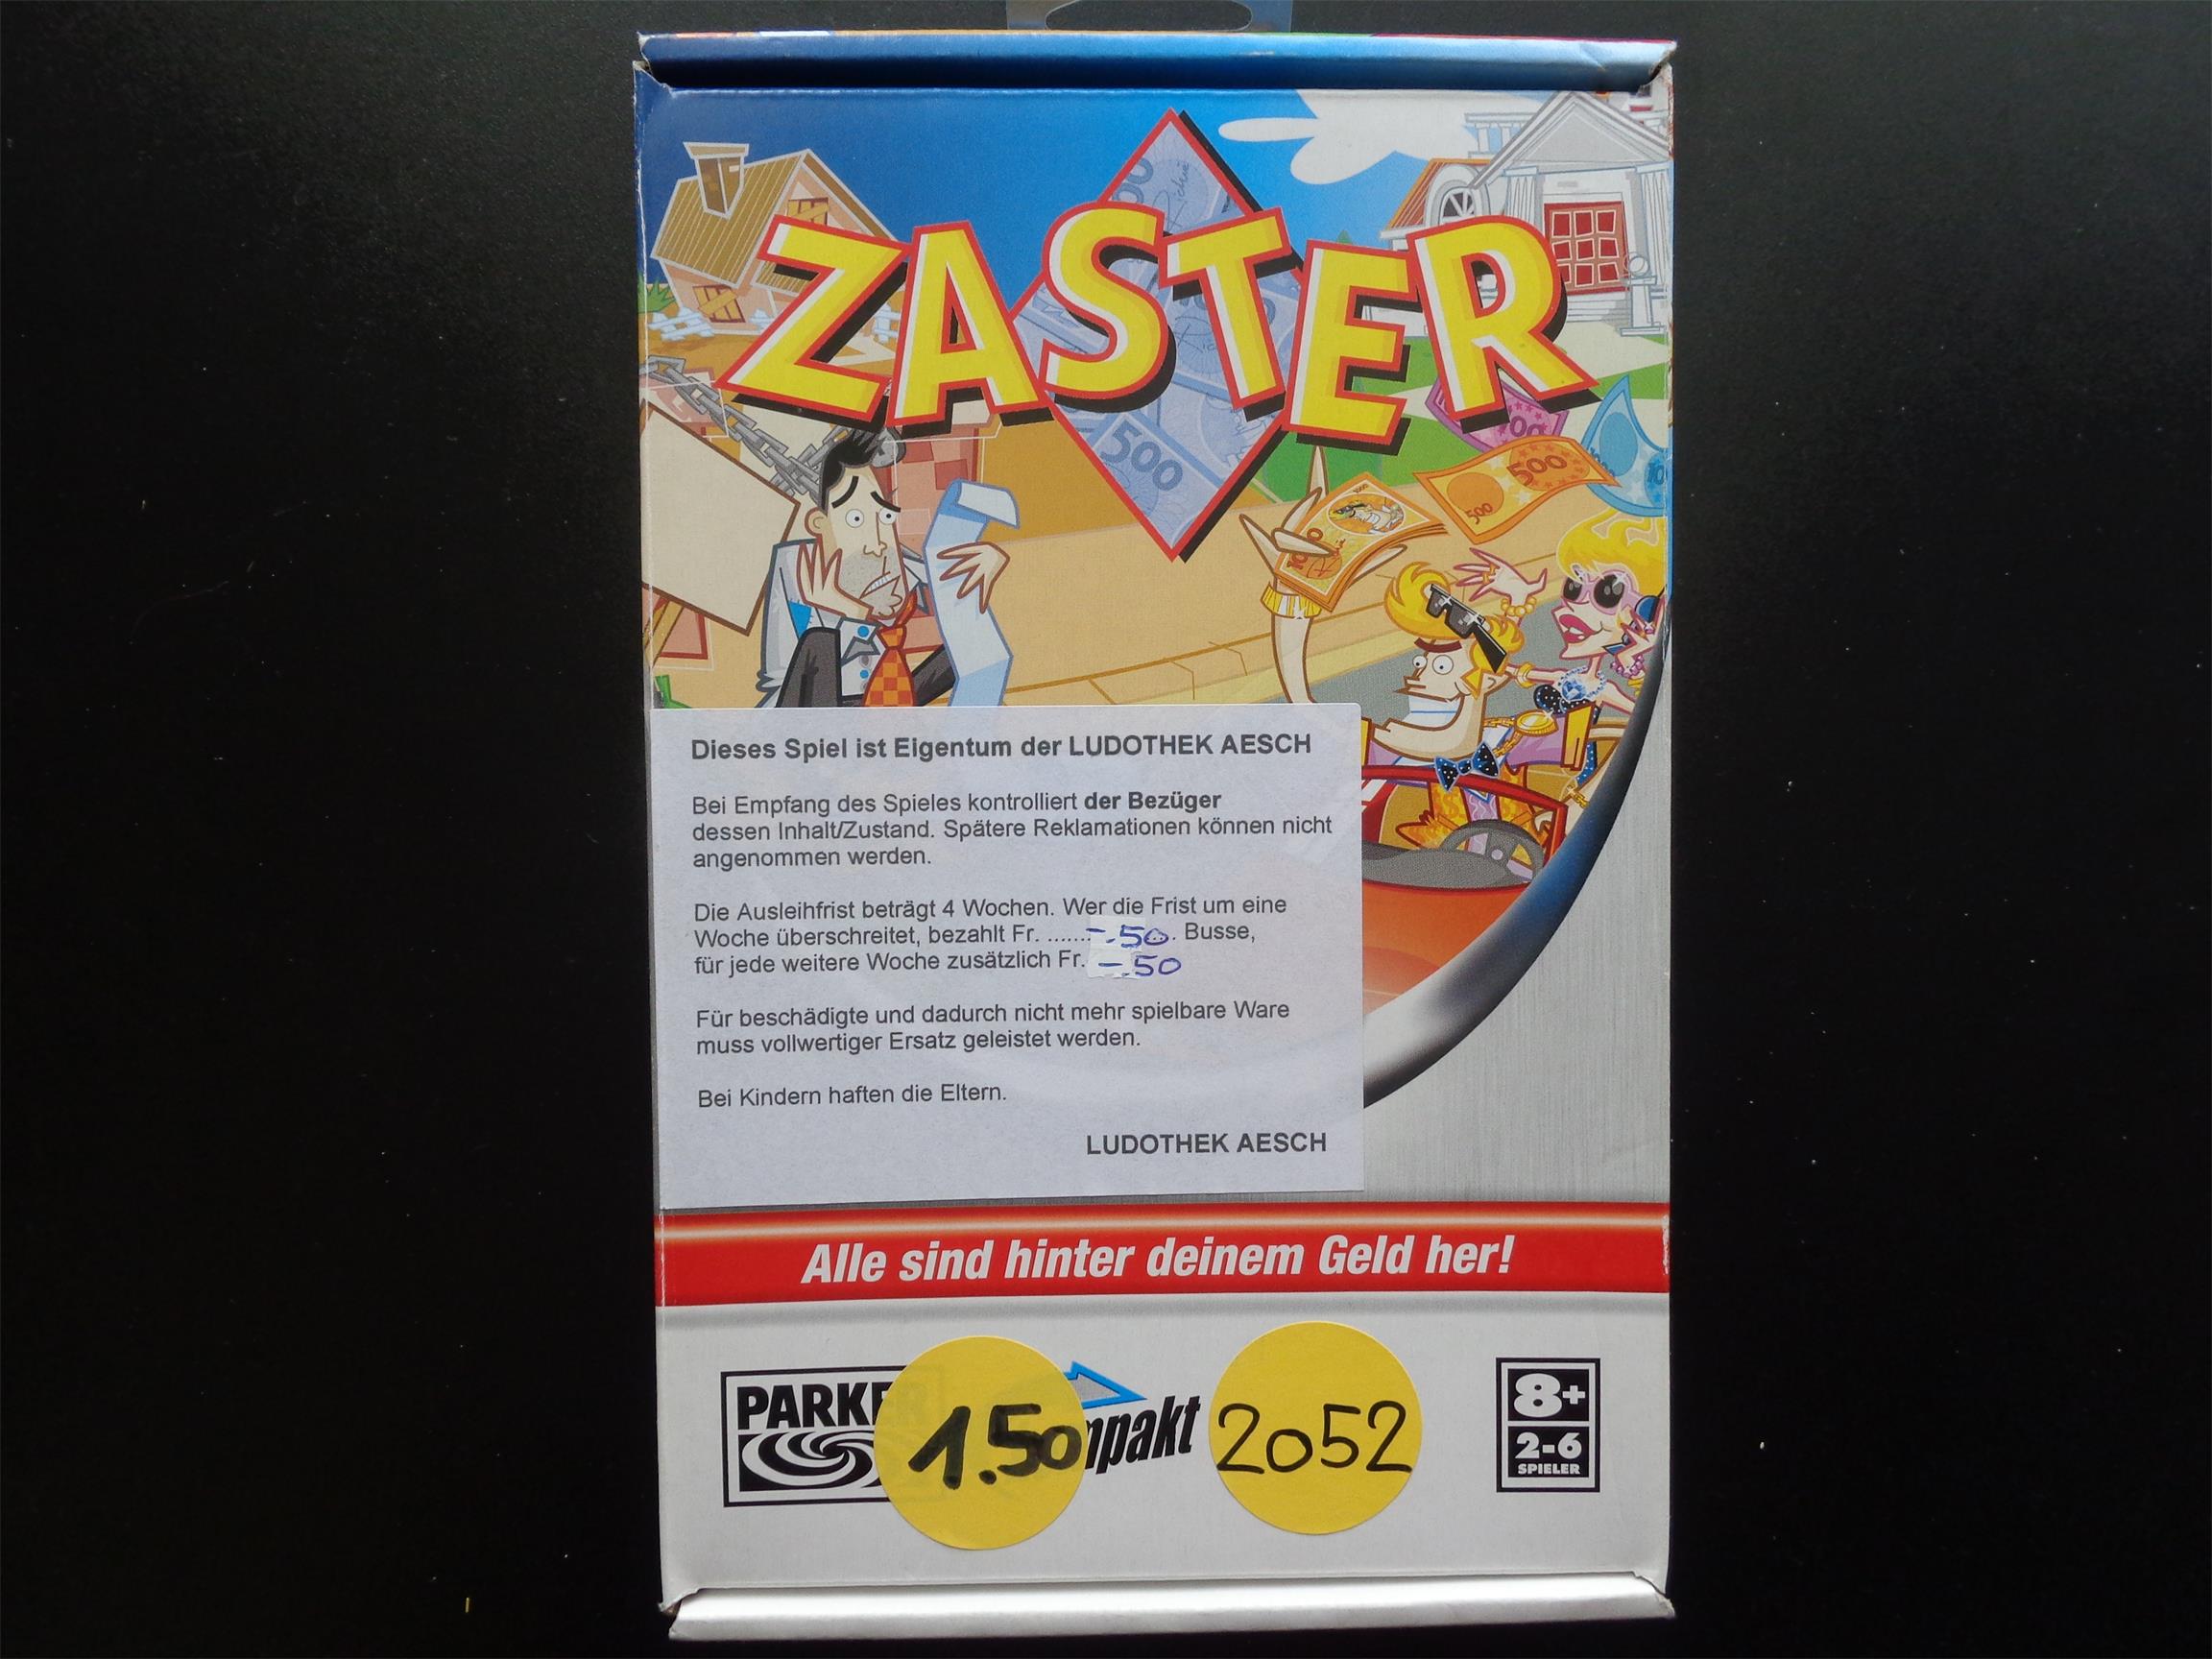 ZASTER
500
500
500
Dieses Spiel ist Eigentum der LUDOTHEK AESCH
Bei Empfang des Spieles kontrolliert der Bezüger
dessen Inhalt/Zustand. Spätere Reklamationen können nicht
angenommen werden.
Die Ausleihfrist beträgt 4 Wochen. Wer die Frist um eine
Woche überschreitet, bezahlt Fr. .......-.50... Busse,
für jede weitere Woche zusätzlich Fr. -.50
Für beschädigte und dadurch nicht mehr spielbare Ware
muss vollwertiger Ersatz geleistet werden.
Bei Kindern haften die Eltern.
LUDOTHEK AESCH
Alle sind hinter deinem Geld her!
PARKER
1.50
mpakt
2052
8+
2-6
SPIELER